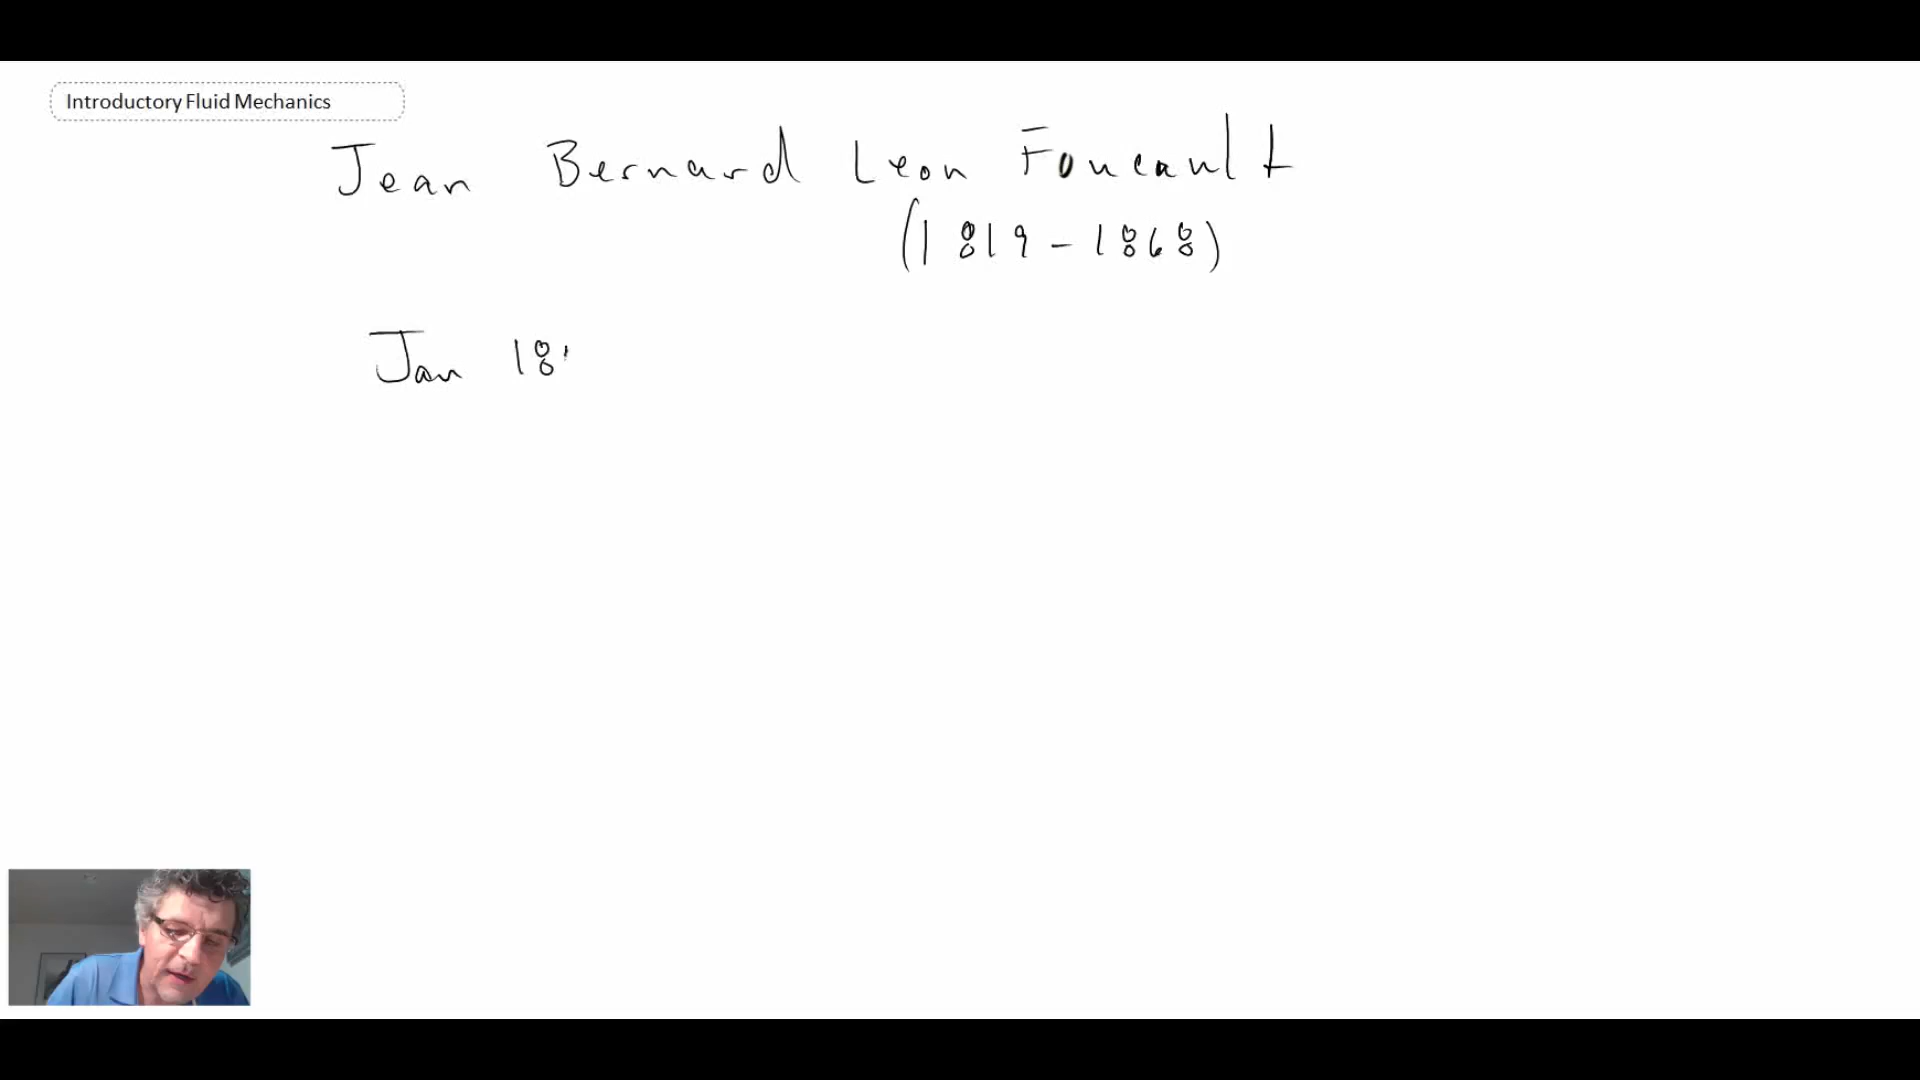 Introductory Fluid Mechanics
Jean Bernard Leon Foucault
(1819-1868)
Jan 18